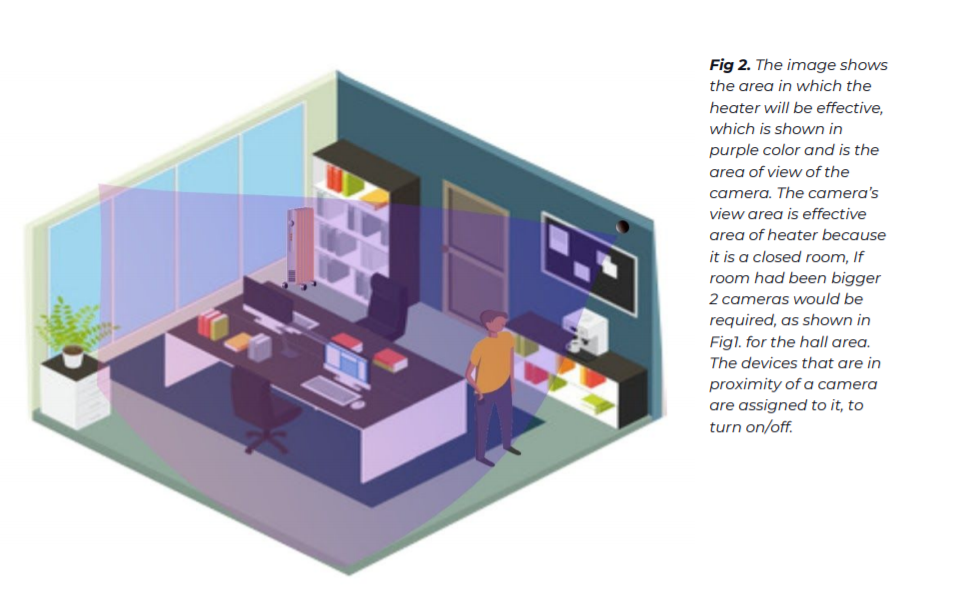 Fig 2. The image shows
the area in which the
heater will be effective,
which is shown in
purple color and is the
area of view of the
camera. The camera's
view area is effective
area of heater because
it is a closed room, If
room had been bigger
2 cameras would be
required, as shown in
Fig1. for the hall area.
The devices that are in
proximity of a camera
are assigned to it, to
turn on/off.